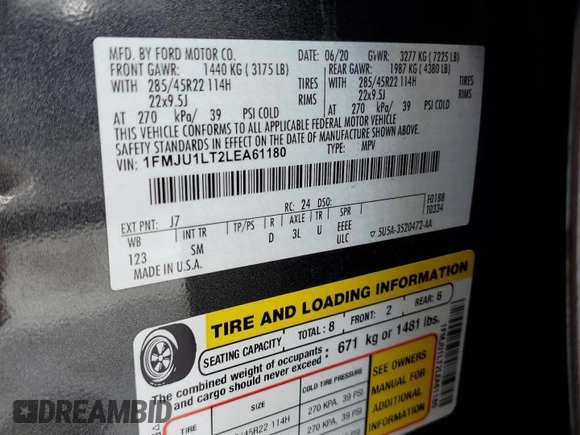 MFD. BY FORD MOTOR CO.
06/20 GVWR: 3277 KG ( 7225 LB)
FRONT GAWR: 1440 KG ( 3175 LB) REAR GAWR: 1987 KG ( 4380 LB)
WITH 285/45R22 114H TIRES WITH 285/45R22 114H TIRES
22x9.5J RIMS 22x9.5J RIMS
AT 270 kPa/ 39 PSI COLD AT 270 kPa/ 39 PSI COLD
THIS VEHICLE CONFORMS TO ALL APPLICABLE FEDERAL MOTOR VEHICLE
SAFETY STANDARDS IN EFFECT ON THE DATE OF MANUFACTURE SHOWN ABOVE.
VIN: 1FMJU1LT2LEA61180 TYPE: MPV
RC: 24 DSO: F0188
T0334
EXT PNT: J7
WB INT TR TP/PS R AXLE TR SPR
123 SM D 3L U EEEE
ULC 5U5A-3520472-AA
MADE IN U.S.A.
TIRE AND LOADING INFORMATION
SEATING CAPACITY TOTAL: 8 FRONT: 2 REAR: 6
The combined weight of occupants and cargo should never exceed: 671 kg or 1481 lbs.
SIZE COLD TIRE PRESSURE
/45R22 114H 270 KPA, 39 PSI
270 KPA, 39 PSI
SEE OWNERS
MANUAL FOR
ADDITIONAL
INFORMATION
DREAMBID